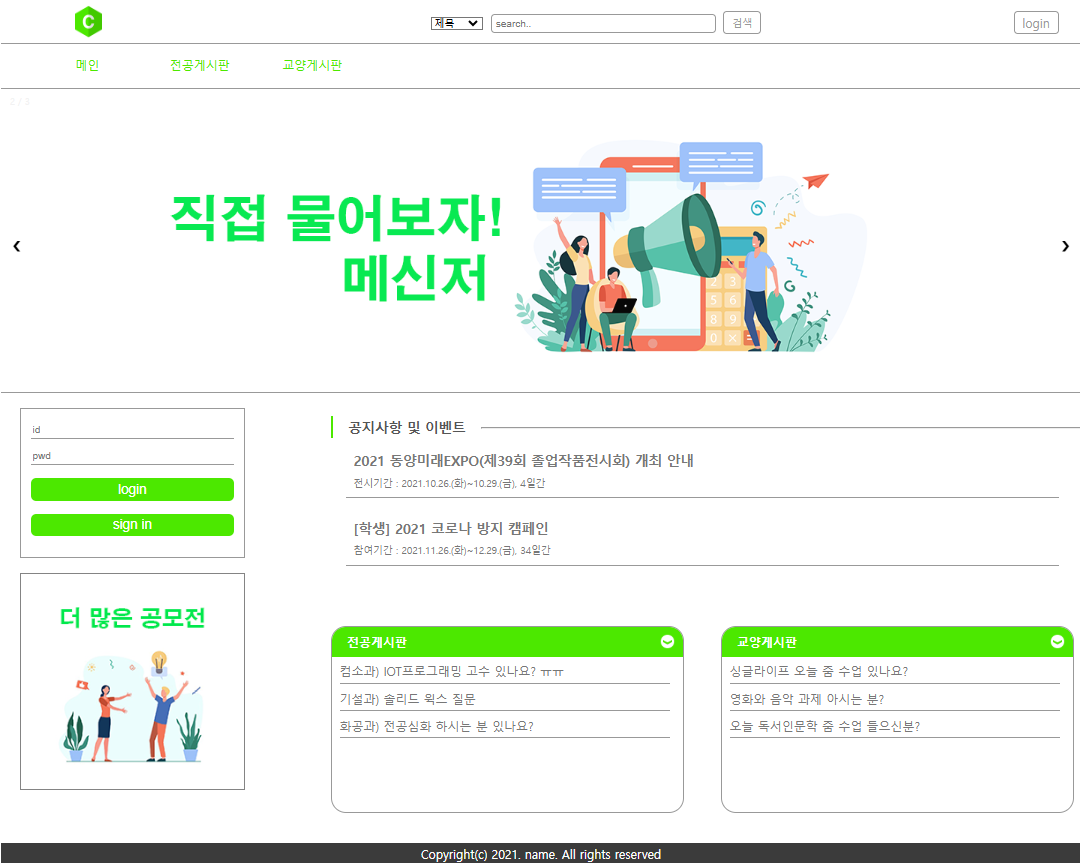 C
제목
search..
검색
login
메인
전공게시판
교양게시판
2 / 3
직접 물어보자!
메신저
❮
❯
2 3
5 6
8 9
0 X =
id
pwd
login
sign in
더 많은 공모전
공지사항 및 이벤트
2021 동양미래EXPO(제39회 졸업작품전시회) 개최 안내
전시기간 : 2021.10.26.(화)~10.29.(금), 4일간
[학생] 2021 코로나 방지 캠페인
참여기간 : 2021.11.26.(화)~12.29.(금), 34일간
전공게시판
컴소과) IOT프로그래밍 고수 있나요? ㅠㅠ
기설과) 솔리드 웍스 질문
화공과) 전공심화 하시는 분 있나요?
교양게시판
싱글라이프 오늘 줌 수업 있나요?
영화와 음악 과제 아시는 분?
오늘 독서인문학 줌 수업 들으신분?
Copyright(c) 2021. name. All rights reserved